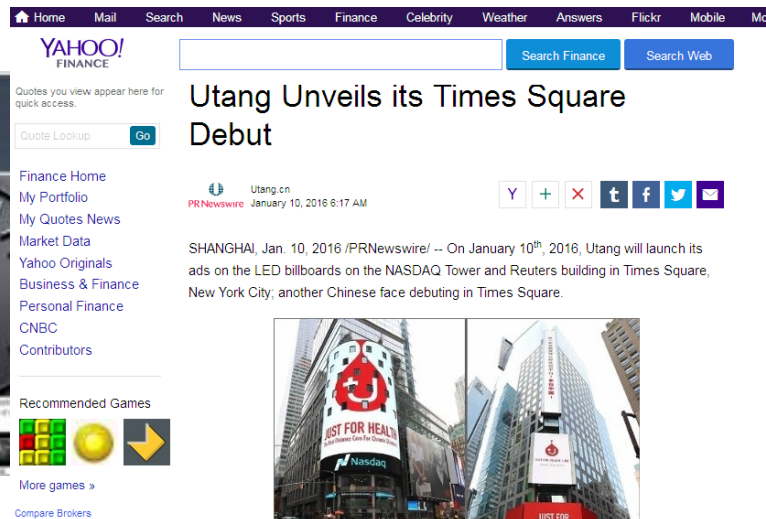 Home Mail Search News Sports Finance Celebrity Weather Answers Flickr Mobile
YAHOO!
FINANCE
Search Finance
Search Web
Quotes you view appear here for
quick access.
Quote Lookup
Go
Finance Home
My Portfolio
My Quotes News
Market Data
Yahoo Originals
Business & Finance
Personal Finance
CNBC
Contributors
Recommended Games
More games »
Compare Brokers
Utang Unveils its Times Square
Debut
PR Newswire
Utang.cn
January 10, 2016 6:17 AM
Y
t
f
SHANGHAI, Jan. 10, 2016 /PRNewswire/ -- On January 10th, 2016, Utang will launch its
ads on the LED billboards on the NASDAQ Tower and Reuters building in Times Square,
New York City; another Chinese face debuting in Times Square.
JUST FOR HEALTH
Nasdaq
JUST FOR